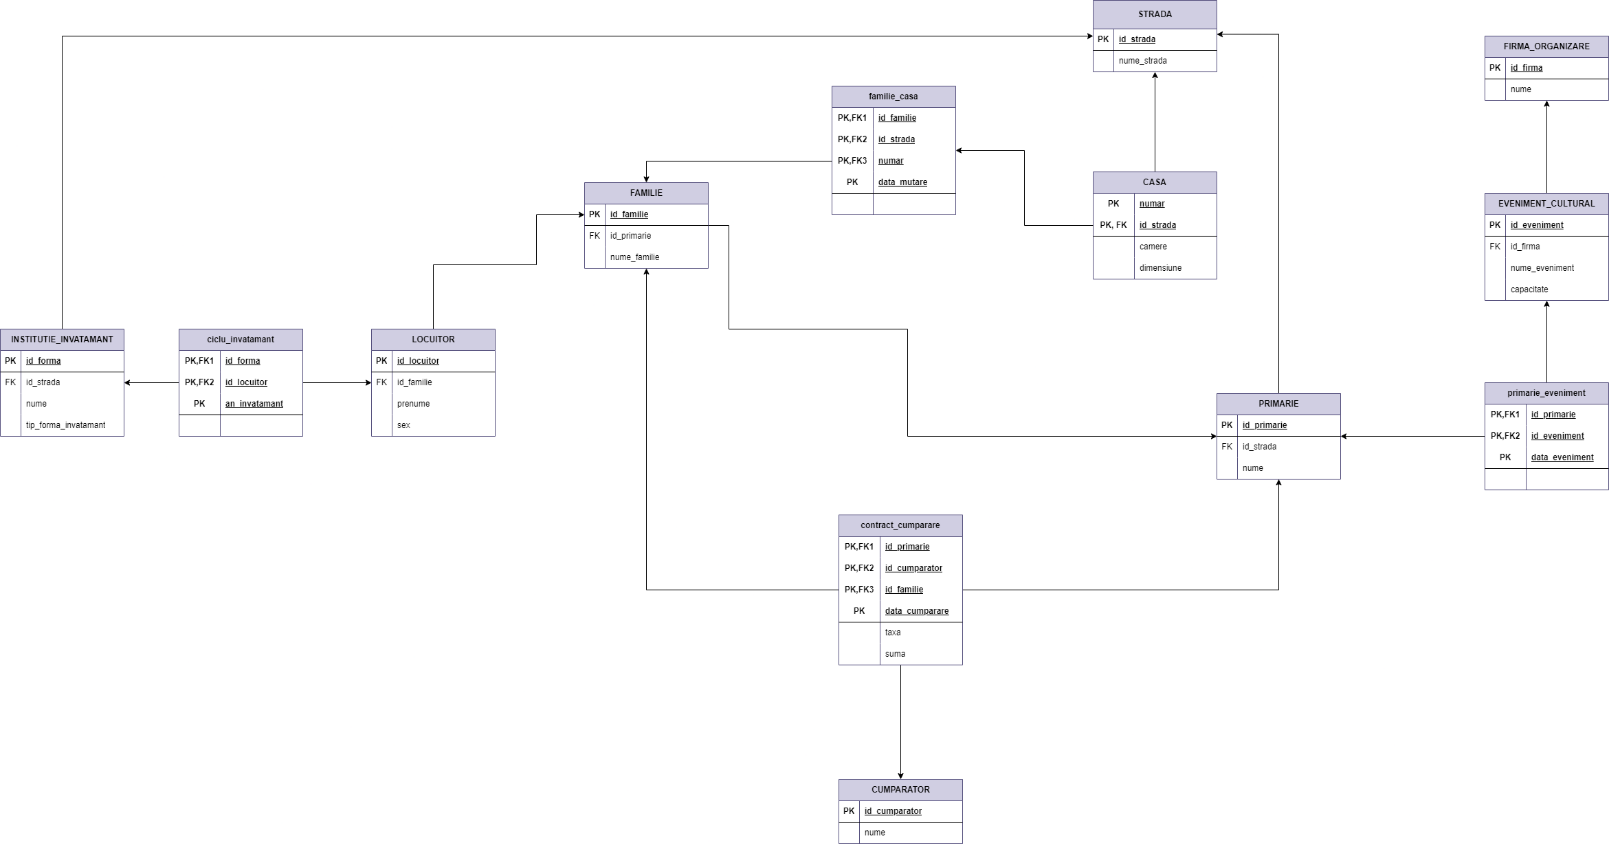 STRADA
PK id_strada
nume_strada
FIRMA_ORGANIZARE
PK id_firma
nume
familie_casa
PK,FK1 id_familie
PK,FK2 id_strada
PK,FK3 numar
PK data_mutare
CASA
PK numar
PK, FK id_strada
camere
dimensiune
FAMILIE
PK id_familie
FK id_primarie
nume_familie
EVENIMENT_CULTURAL
PK id_eveniment
FK id_firma
nume_eveniment
capacitate
INSTITUTIE_INVATAMANT
PK id_forma
FK id_strada
nume
tip_forma_invatamant
ciclu_invatamant
PK,FK1 id_forma
PK,FK2 id_locuitor
PK an_invatamant
LOCUITOR
PK id_locuitor
FK id_familie
prenume
sex
PRIMARIE
PK id_primarie
FK id_strada
nume
primarie_eveniment
PK,FK1 id_primarie
PK,FK2 id_eveniment
PK data_eveniment
contract_cumparare
PK,FK1 id_primarie
PK,FK2 id_cumparator
PK,FK3 id_familie
PK data_cumparare
taxa
suma
CUMPARATOR
PK id_cumparator
nume